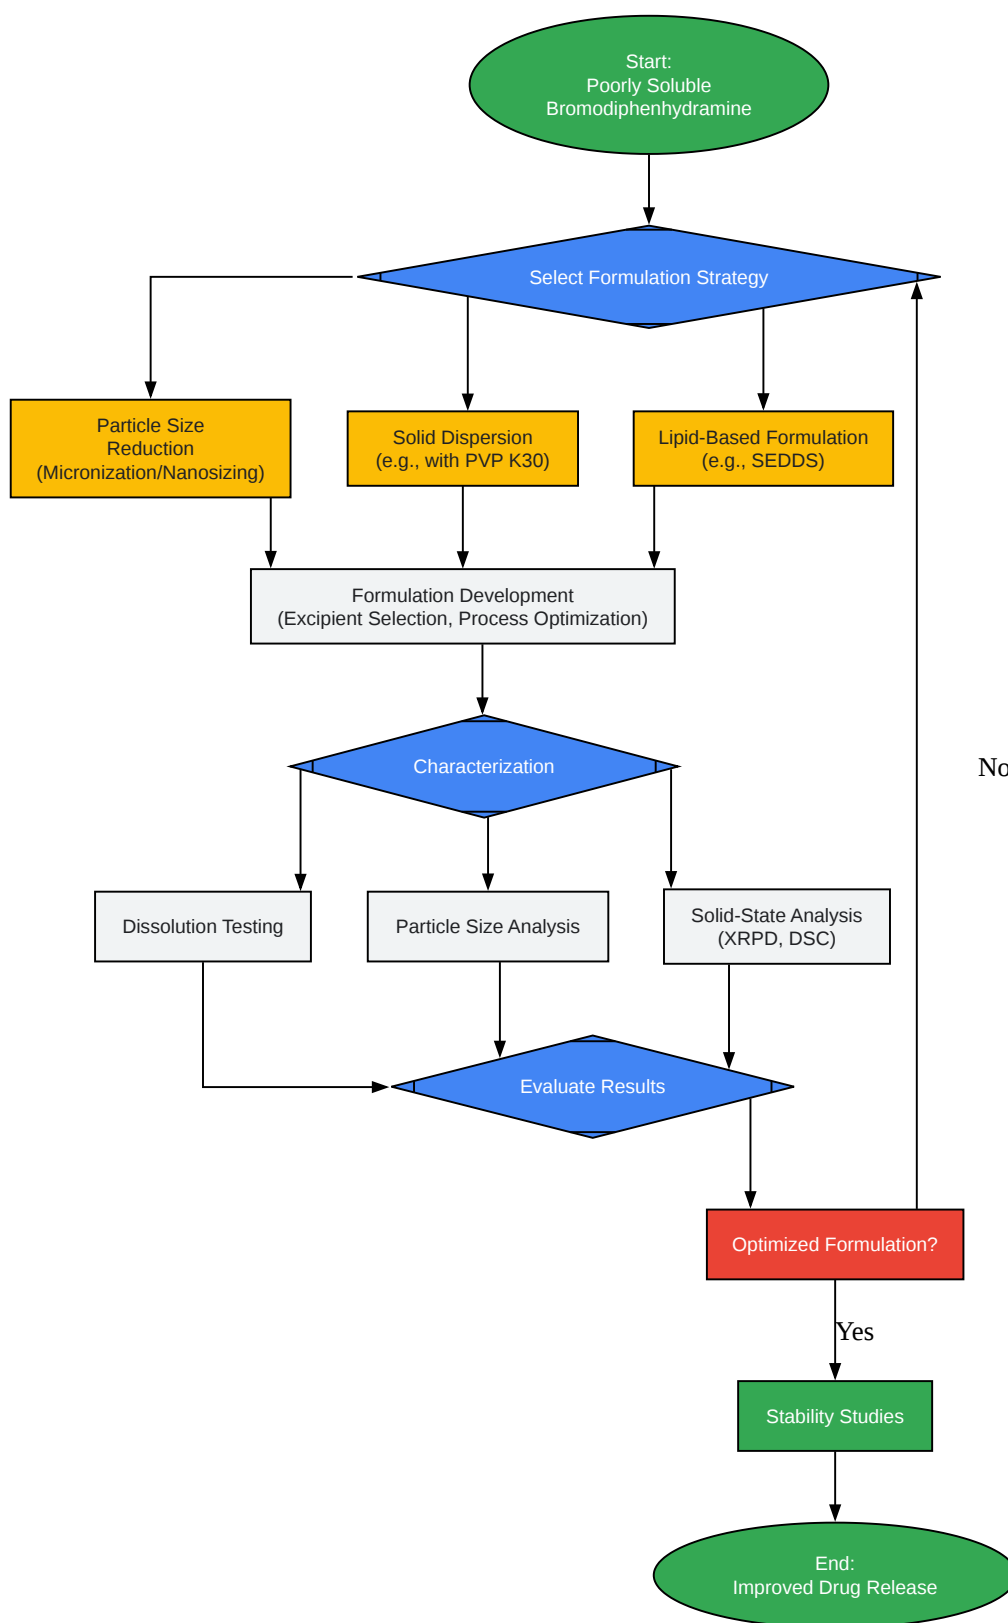 Start:
Poorly Soluble
Bromodiphenhydramine
Select Formulation Strategy
Particle Size
Reduction
(Micronization/Nanosizing)
Solid Dispersion
(e.g., with PVP K30)
Lipid-Based Formulation
(e.g., SEDDS)
Formulation Development
(Excipient Selection, Process Optimization)
Characterization
No
Dissolution Testing
Particle Size Analysis
Solid-State Analysis
(XRPD, DSC)
Evaluate Results
Optimized Formulation?
Yes
Stability Studies
End:
Improved Drug Release